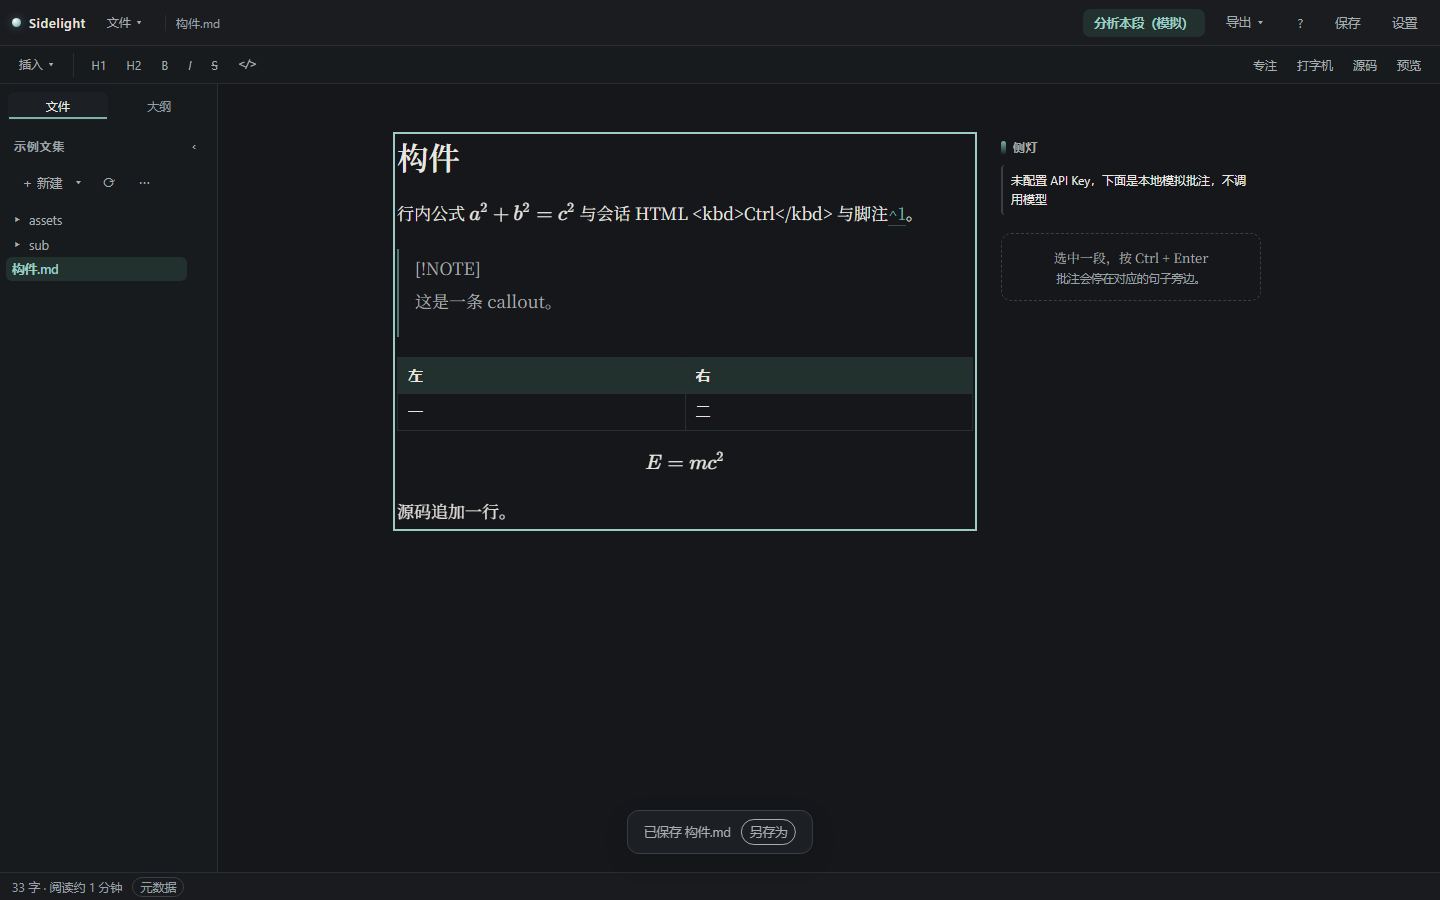 Sidelight 文件 构件.md 分析本段（模拟） 导出 ? 保存 设置
插入 H1 H2 B I S </> 专注 打字机 源码 预览
文件 大纲
示例文集
+ 新建 ...
assets
sub
构件.md
构件
行内公式 a² + b² = c² 与会话 HTML <kbd>Ctrl</kbd> 与脚注^1。
[!NOTE]
这是一条 callout。
左 右
一 二
E = mc²
源码追加一行。
侧灯
未配置 API Key，下面是本地模拟批注，不调
用模型
选中一段，按 Ctrl + Enter
批注会停在对应的句子旁边。
已保存 构件.md 另存为
33 字 · 阅读约 1 分钟 元数据